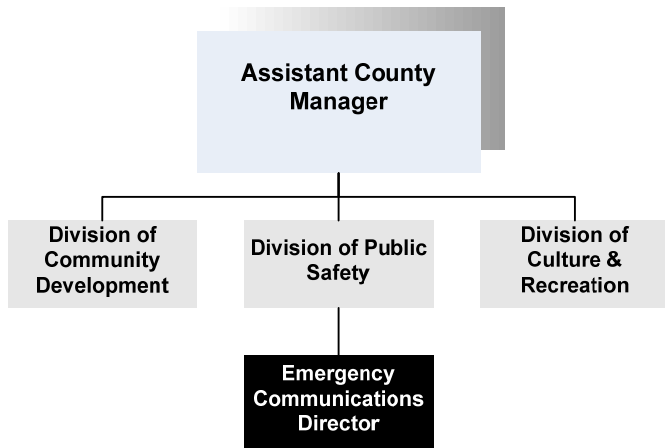 Assistant County
Manager
Division of
Community
Development
Division of Public
Safety
Division of
Culture &
Recreation
Emergency
Communications
Director